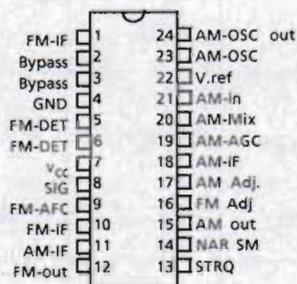 FM-IF 1
Bypass 2
Bypass 3
GND 4
FM-DET 5
FM-DET 6
Vcc 7
SIG 8
FM-AFC 9
FM-iF 10
AM-IF 11
FM-out 12
24 AM-OSC out
23 AM-OSC
22 V.ref
21 AM-in
20 AM-Mix
19 AM-AGC
18 AM-iF
17 AM Adj.
16 FM Adj
15 AM out
14 NAR SM
13 STRQ